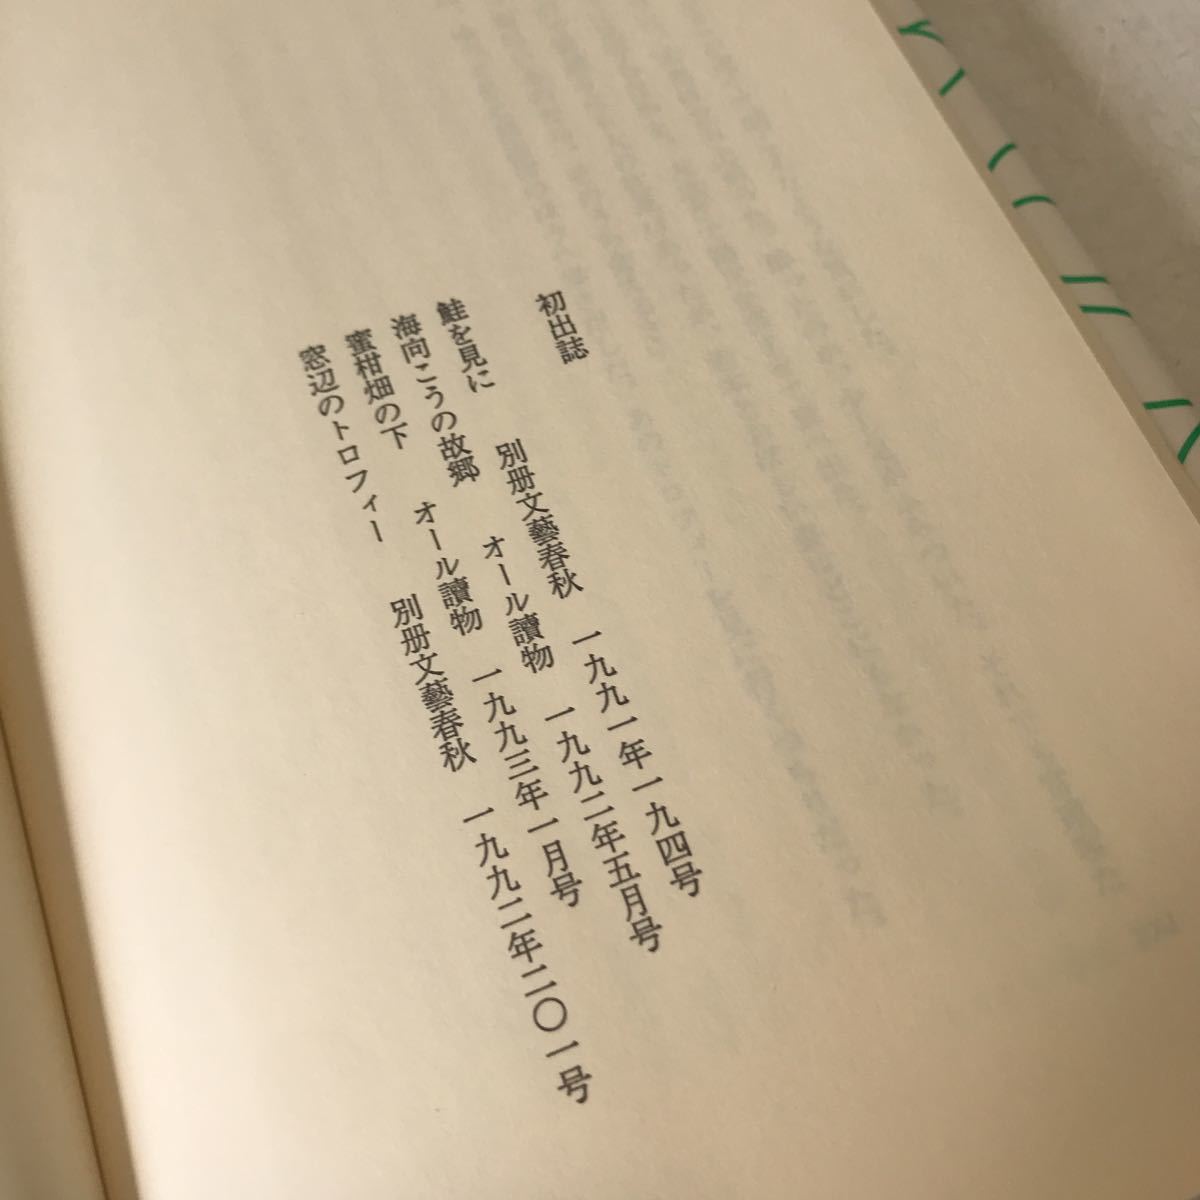 初出誌
鮭を見に　別册文藝春秋　一九九一年一九四号
海向こうの故郷　オール讀物　一九九二年五月号
蜜柑畑の下　オール讀物　一九九三年一月号
窓辺のトロフィー　別册文藝春秋　一九九二年二〇一号